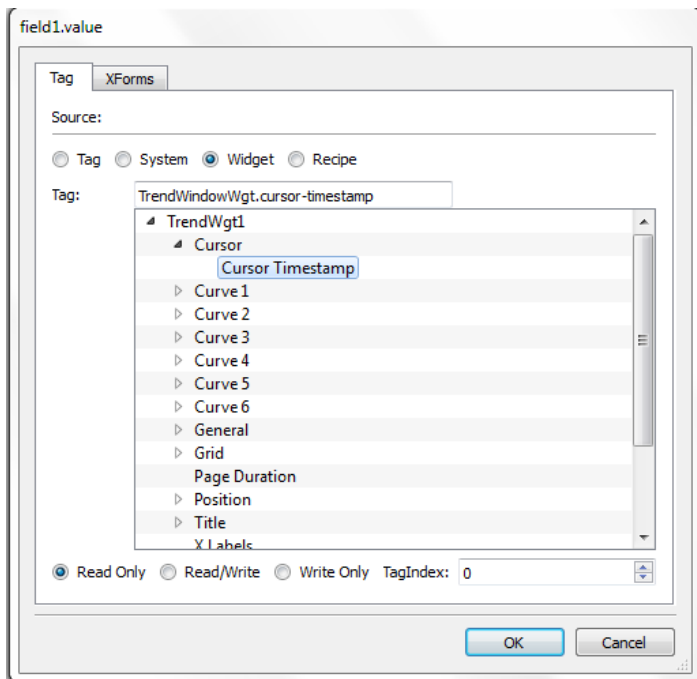 field1.value
Tag XForms
Source:
Tag System Widget Recipe
Tag: TrendWindowWgt.cursor-timestamp
TrendWgt1
Cursor
Cursor Timestamp
Curve 1
Curve 2
Curve 3
Curve 4
Curve 5
Curve 6
General
Grid
Page Duration
Position
Title
X Labels
Read Only Read/Write Write Only TagIndex: 0
OK Cancel